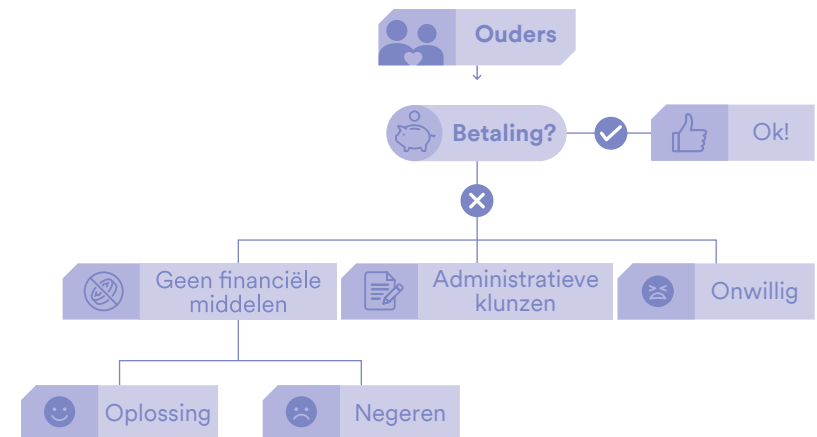 Ouders
Betaling?
Ok!
Geen financiële
middelen
Administratieve
klunzen
Onwillig
Oplossing
Negeren